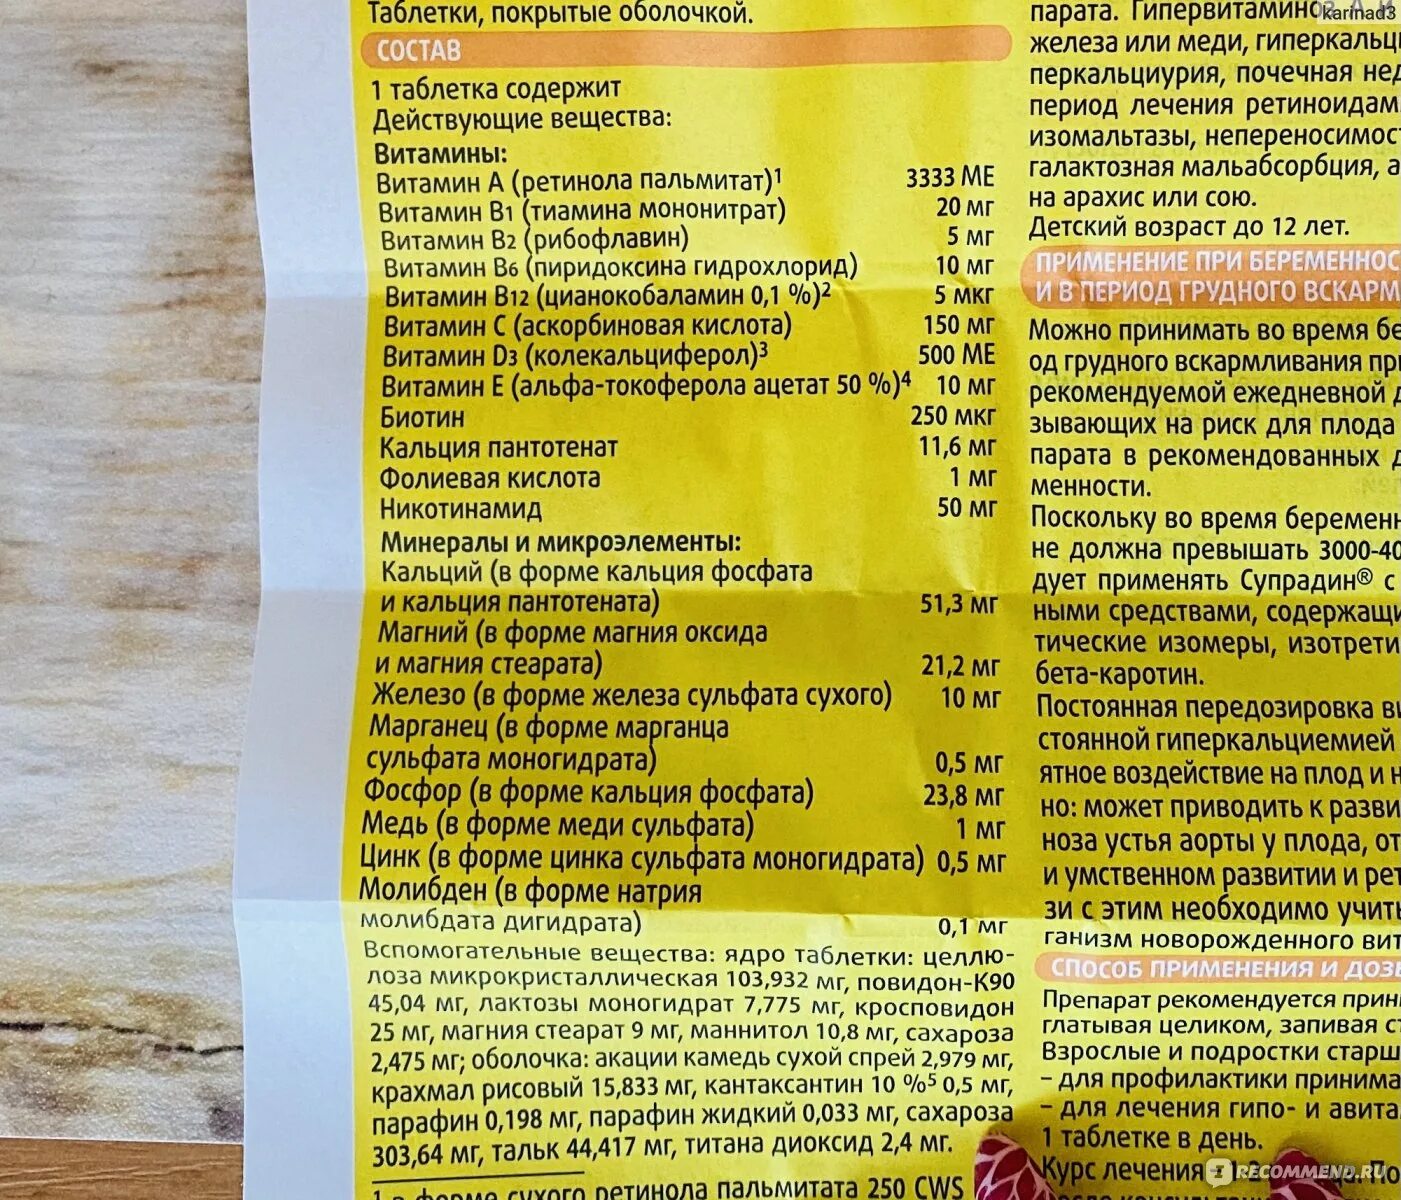 Таблетки, покрытые оболочкой.
СОСТАВ
1 таблетка содержит
Действующие вещества:
Витамины:
Витамин А (ретинола пальмитат)¹ 3333 МЕ
Витамин В1 (тиамина мононитрат) 20 мг
Витамин В2 (рибофлавин) 5 мг
Витамин В6 (пиридоксина гидрохлорид) 10 мг
Витамин В12 (цианокобаламин 0,1 %)² 5 мкг
Витамин С (аскорбиновая кислота) 150 мг
Витамин D3 (колекальциферол)³ 500 МЕ
Витамин Е (альфа-токоферола ацетат 50 %)⁴ 10 мг
Биотин 250 мкг
Кальция пантотенат 11,6 мг
Фолиевая кислота 1 мг
Никотинамид 50 мг
Минералы и микроэлементы:
Кальций (в форме кальция фосфата
и кальция пантотената) 51,3 мг
Магний (в форме магния оксида
и магния стеарата) 21,2 мг
Железо (в форме железа сульфата сухого) 10 мг
Марганец (в форме марганца
сульфата моногидрата) 0,5 мг
Фосфор (в форме кальция фосфата) 23,8 мг
Медь (в форме меди сульфата) 1 мг
Цинк (в форме цинка сульфата моногидрата) 0,5 мг
Молибден (в форме натрия
молибдата дигидрата) 0,1 мг
Вспомогательные вещества: ядро таблетки: целлю-
лоза микрокристаллическая 103,932 мг, повидон-К90
45,04 мг, лактозы моногидрат 7,775 мг, кросповидон
25 мг, магния стеарат 9 мг, маннитол 10,8 мг, сахароза
2,475 мг; оболочка: акации камедь сухой спрей 2,979 мг,
крахмал рисовый 15,833 мг, кантаксантин 10 %⁵ 0,5 мг,
парафин 0,198 мг, парафин жидкий 0,033 мг, сахароза
303,64 мг, тальк 44,417 мг, титана диоксид 2,4 мг.
1 в форме сухого ретинола пальмитата 250 CWS
парата. Гипервитамино
железа или меди, гиперкальц
перкальциурия, почечная нед
период лечения ретиноидам
изомальтазы, непереносимос
галактозная мальабсорбция, а
на арахис или сою.
Детский возраст до 12 лет.
ПРИМЕНЕНИЕ ПРИ БЕРЕМЕННОС
И В ПЕРИОД ГРУДНОГО ВСКАРМ
Можно принимать во время бе
од грудного вскармливания пр
рекомендуемой ежедневной д
зывающих на риск для плода
парата в рекомендованных д
менности.
Поскольку во время беремен
не должна превышать 3000-40
дует применять Супрадин® с
ными средствами, содержащи
тические изомеры, изотрети
бета-каротин.
Постоянная передозировка ви
стоянной гиперкальциемией
ятное воздействие на плод и н
но: может приводить к разви
ноза устья аорты у плода, от
и умственном развитии и рет
зи с этим необходимо учить
ганизм новорожденного вит
СПОСОБ ПРИМЕНЕНИЯ И ДОЗ
Препарат рекомендуется прин
глатывая целиком, запивая ст
Взрослые и подростки старш
– для профилактики принима
– для лечения гипо- и авита
1 таблетке в день.
Курс лечения
karinad3
RECOMMEND.RU